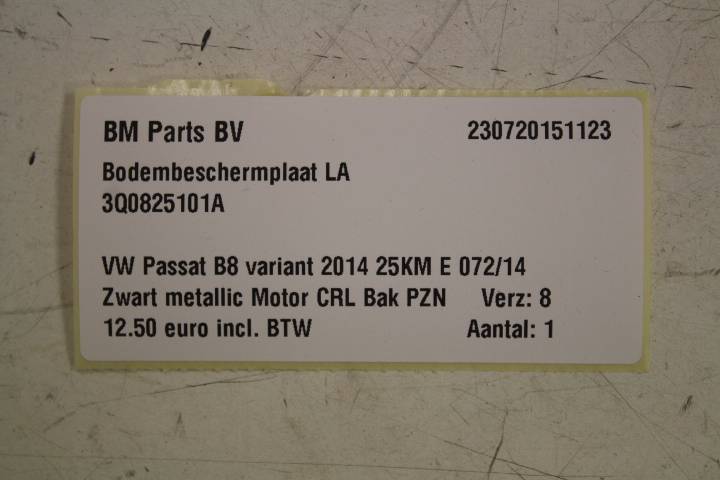 BM Parts BV 230720151123
Bodembeschermplaat LA
3Q0825101A
VW Passat B8 variant 2014 25KM E 072/14
Zwart metallic Motor CRL Bak PZN Verz: 8
12.50 euro incl. BTW Aantal: 1